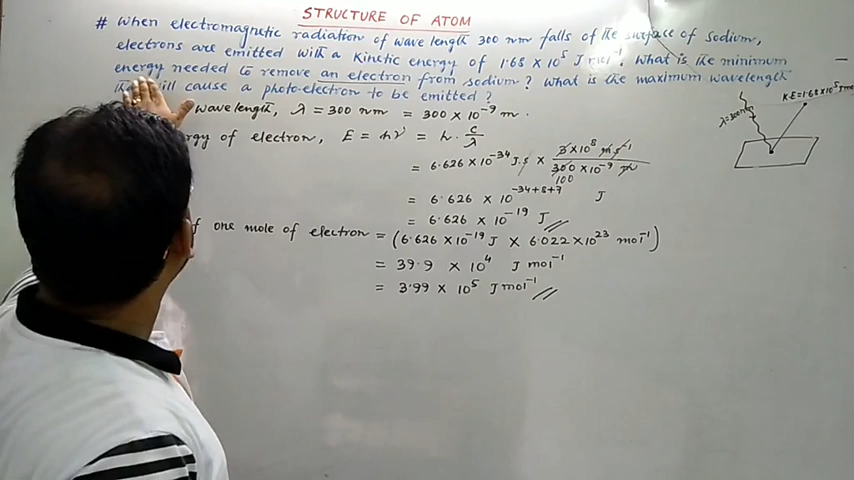 STRUCTURE OF ATOM
# When electromagnetic radiation of wave length 300 nm falls of the surface of Sodium,
electrons are emitted with a Kinetic energy of 1.68 × 10⁵ J mol⁻¹. What is the minimum
energy needed to remove an electron from sodium? What is the maximum wavelength
will cause a photo-electron to be emitted?
wavelength, λ = 300 nm = 300 × 10⁻⁹ m.
of electron, E = hν = h · c/λ
= 6.626 × 10⁻³⁴ J.s × 3 × 10⁸ m s⁻¹ / 300 × 10⁻⁹ m
100
= 6.626 × 10⁻³⁴⁺⁸⁺⁷ J
= 6.626 × 10⁻¹⁹ J
of one mole of electron = (6.626 × 10⁻¹⁹ J × 6.022 × 10²³ mol⁻¹)
= 39.9 × 10⁴ J mol⁻¹
= 3.99 × 10⁵ J mol⁻¹
K.E = 1.68 × 10⁵ J
λ = 300 nm